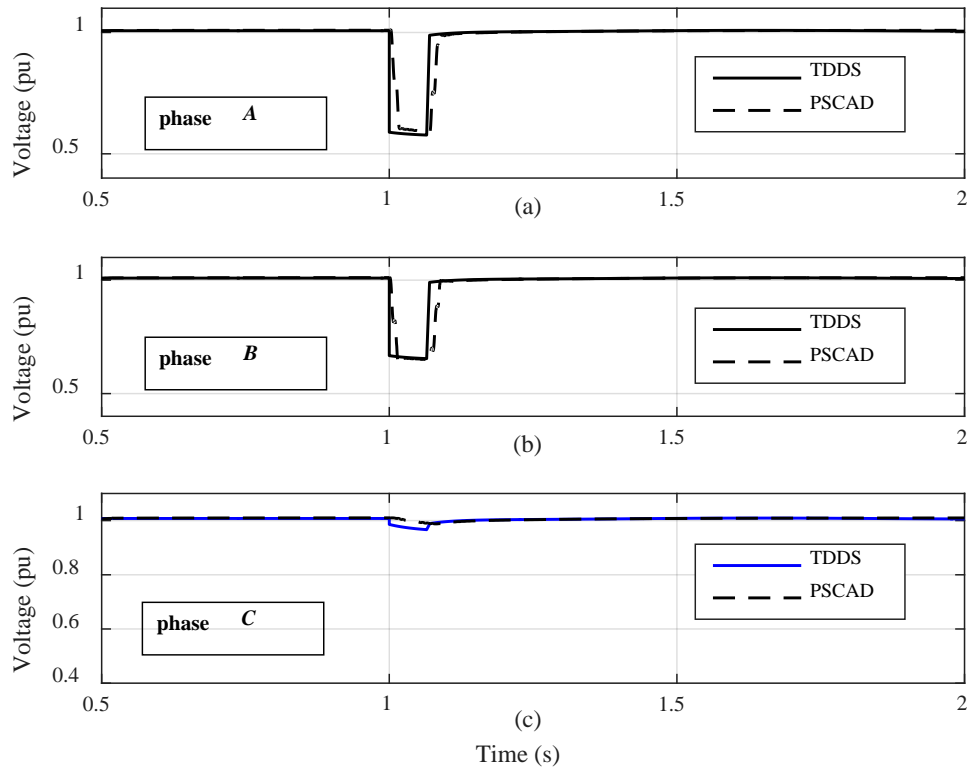 1
TDDS
PSCAD
phase A
0.5
Voltage (pu)
0.5 1 1.5 2
(a)
1
TDDS
PSCAD
phase B
0.5
Voltage (pu)
0.5 1 1.5 2
(b)
1
TDDS
0.8
PSCAD
0.6
phase C
0.4
Voltage (pu)
0.5 1 1.5 2
(c)
Time (s)